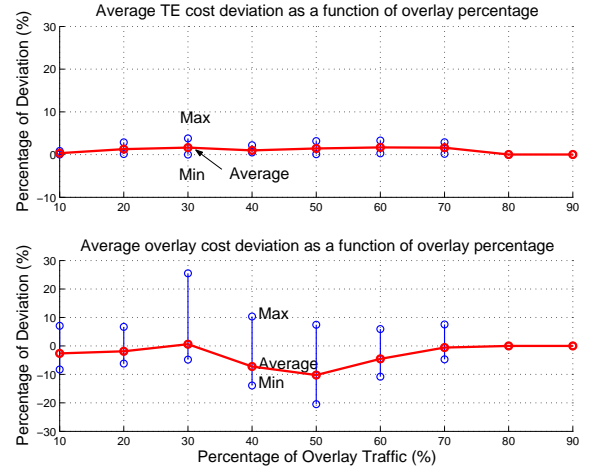 Average TE cost deviation as a function of overlay percentage
Percentage of Deviation (%)
30
20
10
0
−10
Max
Min
Average
10 20 30 40 50 60 70 80 90
Average overlay cost deviation as a function of overlay percentage
Percentage of Deviation (%)
30
20
10
0
−10
−20
−30
Max
Average
Min
10 20 30 40 50 60 70 80 90
Percentage of Overlay Traffic (%)